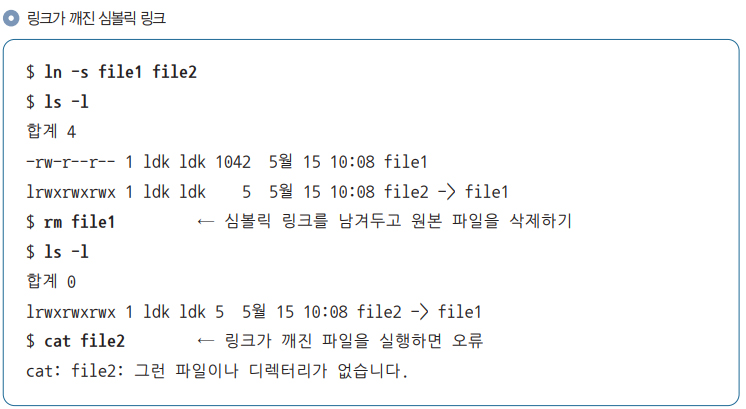 링크가 깨진 심볼릭 링크
$ ln -s file1 file2
$ ls -l
합계 4
-rw-r--r-- 1 ldk ldk 1042  5월 15 10:08 file1
lrwxrwxrwx 1 ldk ldk    5  5월 15 10:08 file2 -> file1
$ rm file1         ← 심볼릭 링크를 남겨두고 원본 파일을 삭제하기
$ ls -l
합계 0
lrwxrwxrwx 1 ldk ldk 5  5월 15 10:08 file2 -> file1
$ cat file2        ← 링크가 깨진 파일을 실행하면 오류
cat: file2: 그런 파일이나 디렉터리가 없습니다.